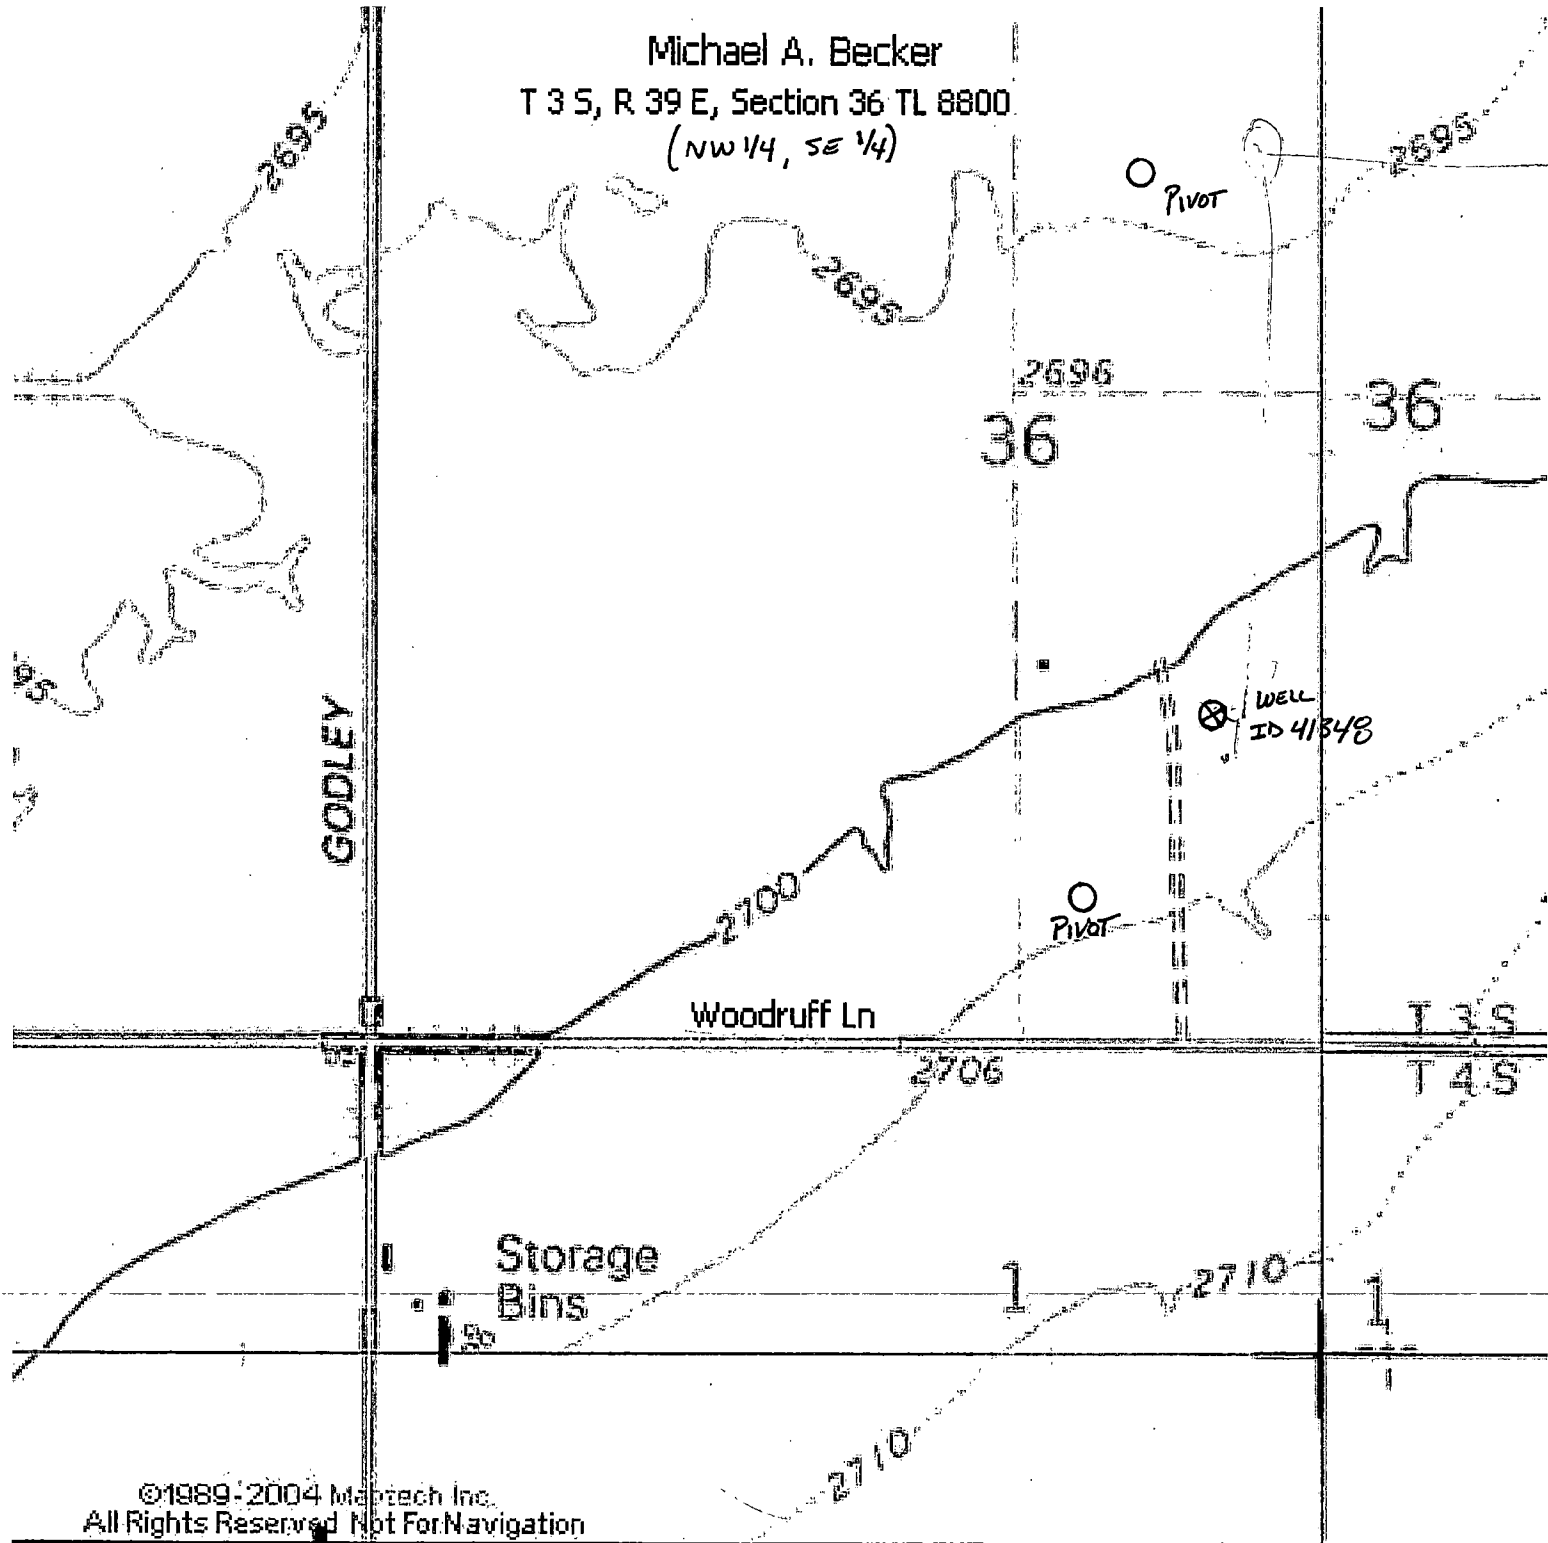 Michael A. Becker
T 3 S, R 39 E, Section 36 TL 8800
(NW 1/4, SE 1/4)
2695
2695
PIVOT
2695
2696
36
36
WELL
ID 41348
GODLEY
2700
PIVOT
Woodruff Ln
T 3 S
2706
T 4 S
Storage
Bins
1
2710
1
2710
©1989-2004 Maptech Inc.
All Rights Reserved Not For Navigation